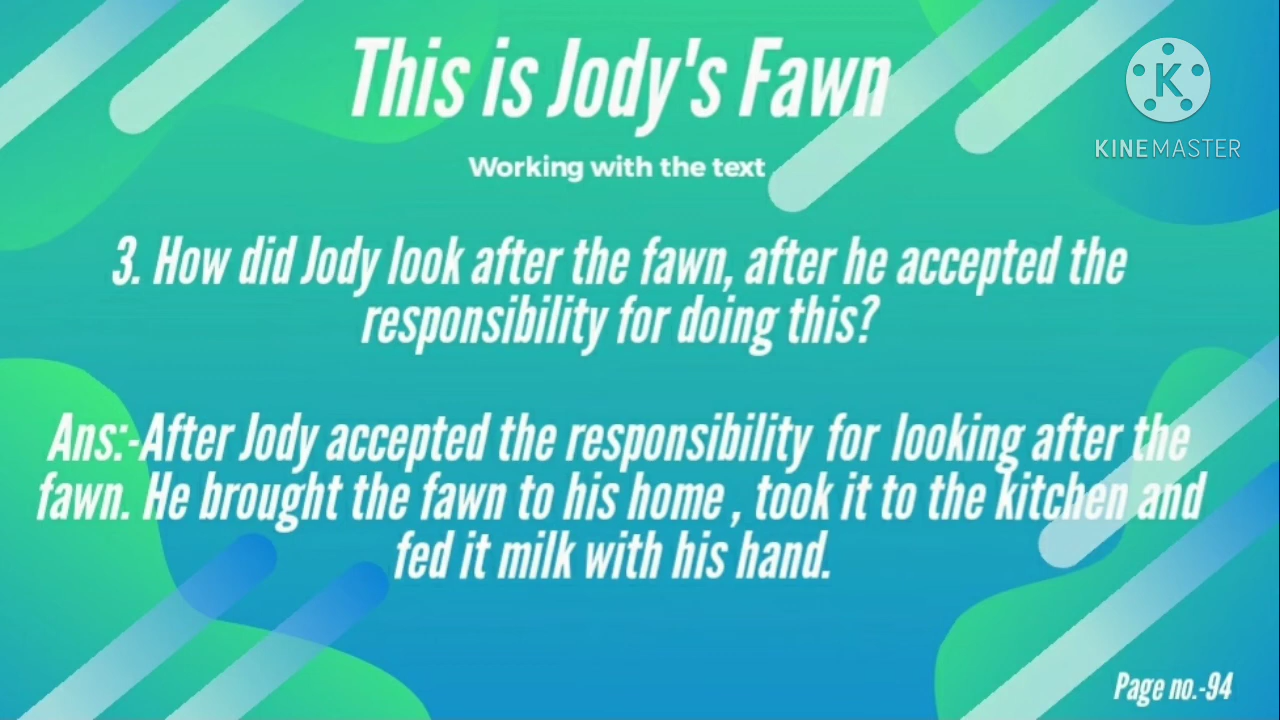 This is Jody's Fawn
KINEMASTER
Working with the text
3. How did Jody look after the fawn, after he accepted the
responsibility for doing this?
Ans:-After Jody accepted the responsibility for looking after the
fawn. He brought the fawn to his home , took it to the kitchen and
fed it milk with his hand.
Page no.-94